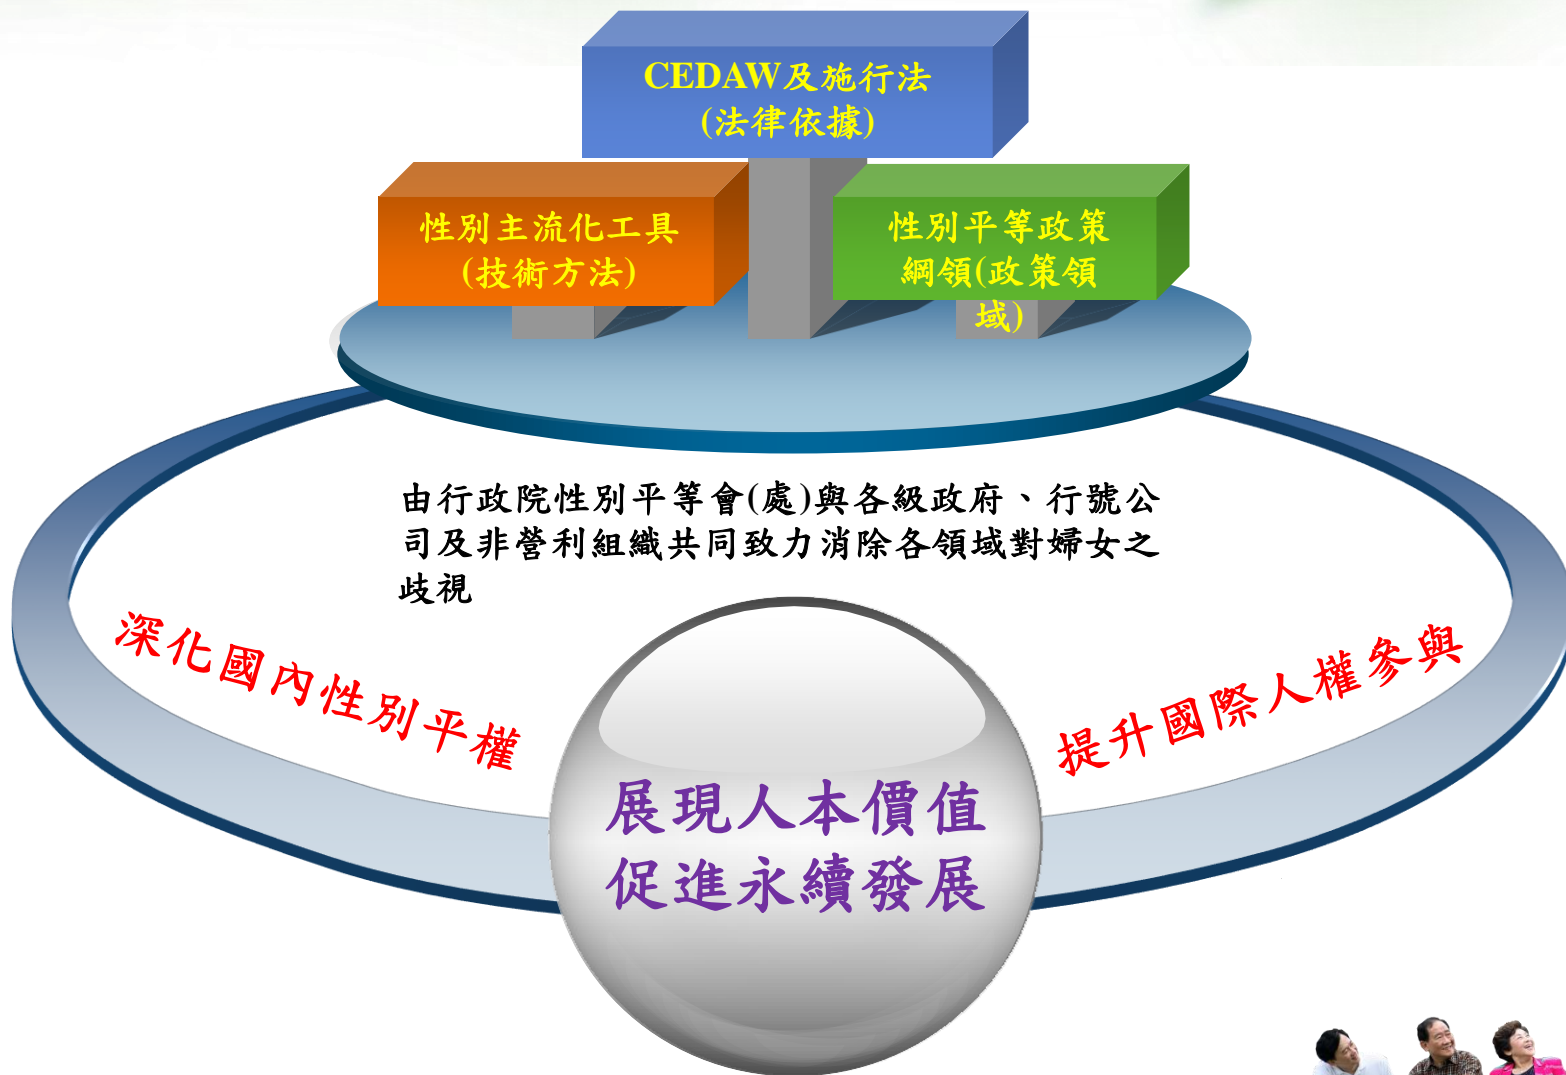 CEDAW及施行法
(法律依據)
性別主流化工具
(技術方法)
性別平等政策
綱領(政策領
域)
由行政院性別平等會(處)與各級政府、行號公
司及非營利組織共同致力消除各領域對婦女之
歧視
深化國內性別平權
提升國際人權參與
展現人本價值
促進永續發展